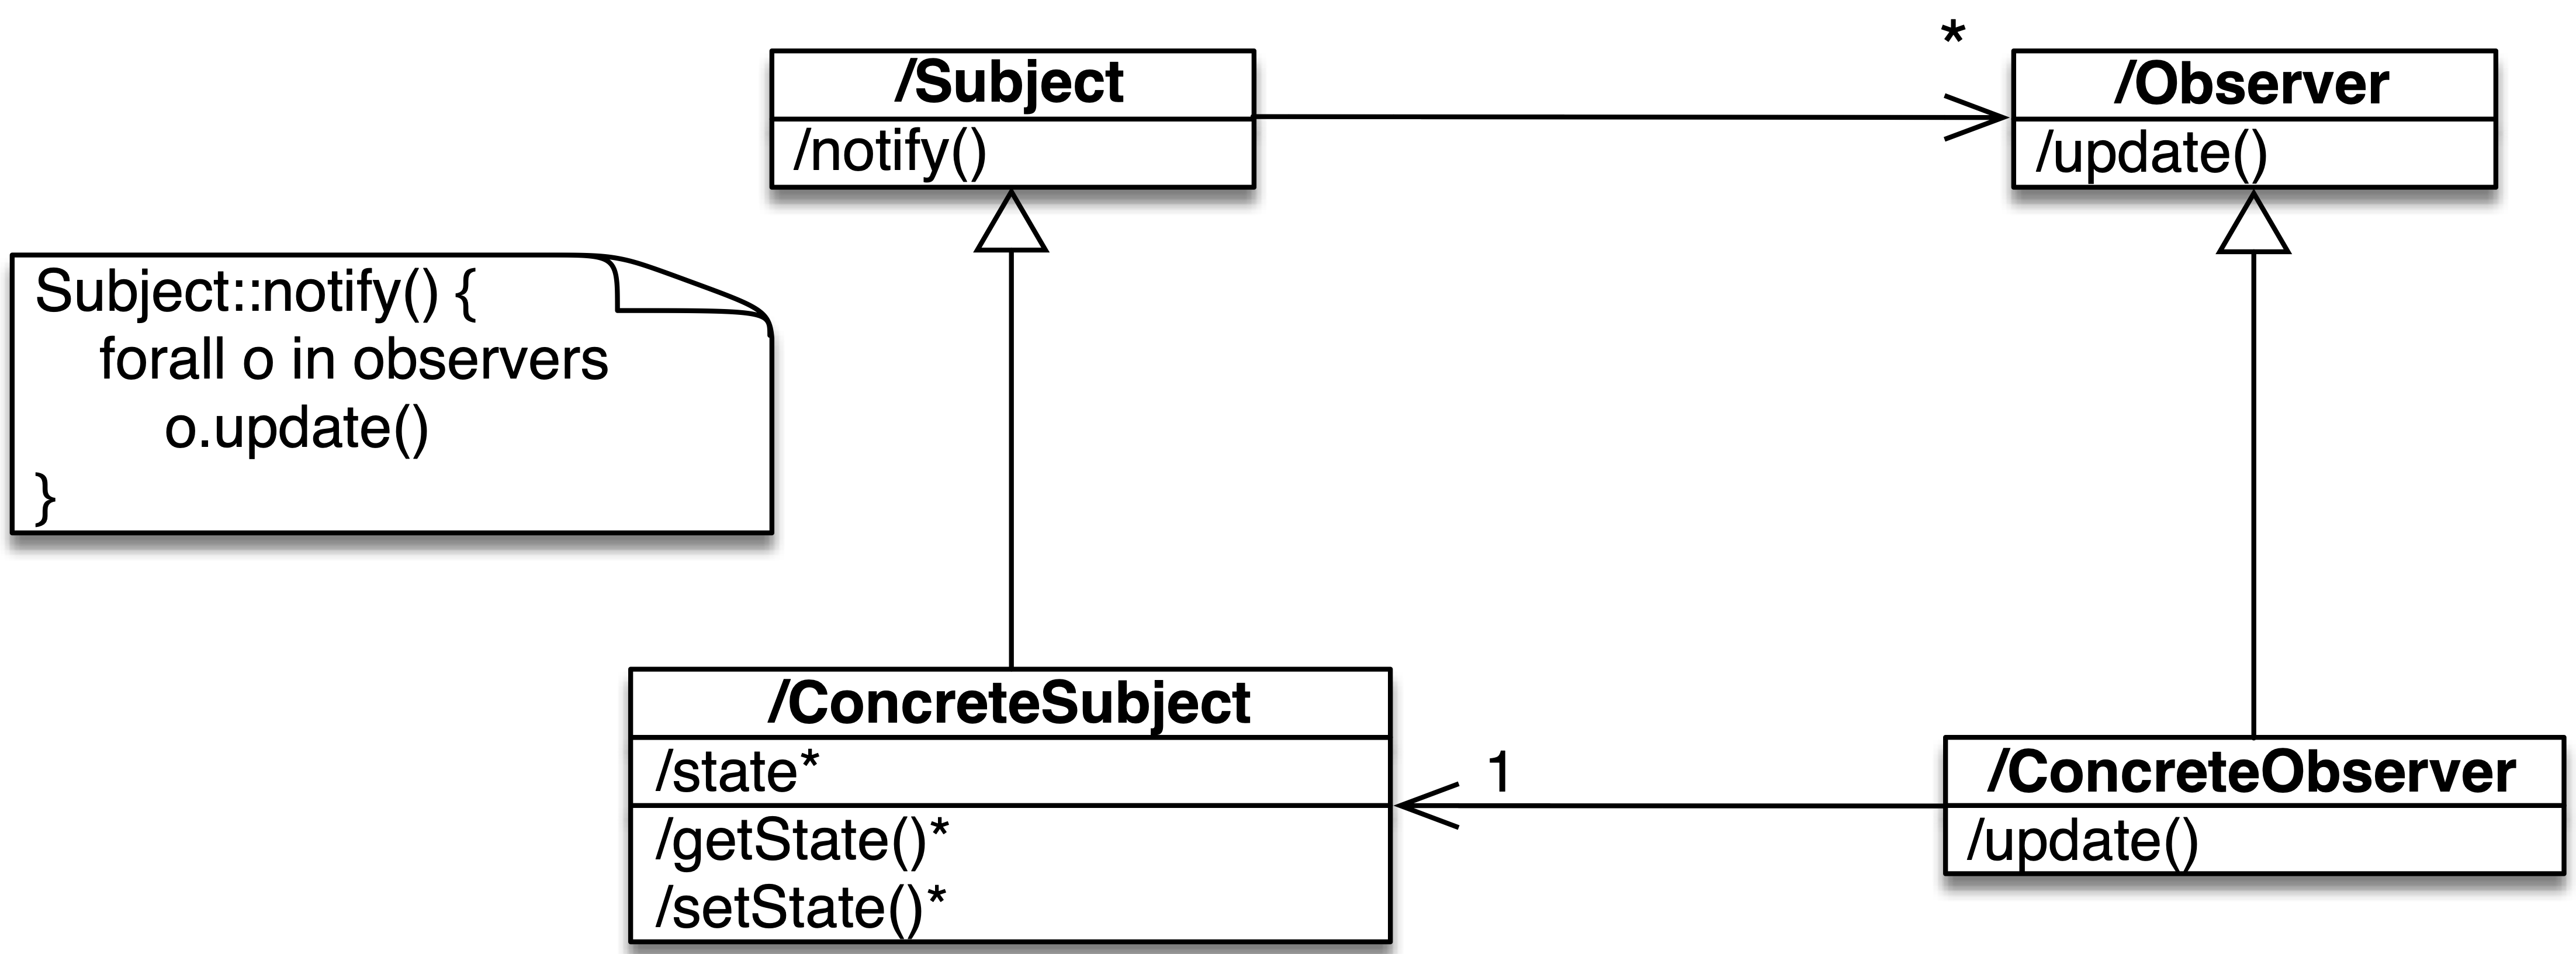 *
/Subject
/notify()
/Observer
/update()
Subject::notify() {
forall o in observers
o.update()
}
/ConcreteSubject
/state*
/getState()*
/setState()*
1
/ConcreteObserver
/update()